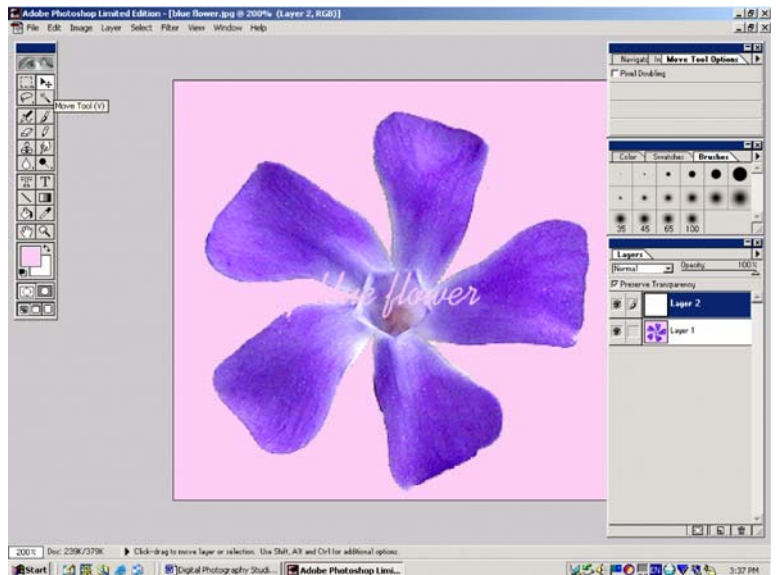 Adobe Photoshop Limited Edition - [blue flower.jpg @ 200% (Layer 2, RGB)]
File Edit Image Layer Select Filter View Window Help
Move Tool (V)
T
blue flower
Navigato In Move Tool Options
Pixel Doubling
Color Swatches Brushes
35 45 65 100
Layers
Normal Opacity: 100 %
Preserve Transparency
Layer 2
Layer 1
200% Doc: 239K/379K Click-drag to move layer or selection. Use Shift, Alt and Ctrl for additional options.
Start Digital Photography Studi... Adobe Photoshop Limi... 3:37 PM